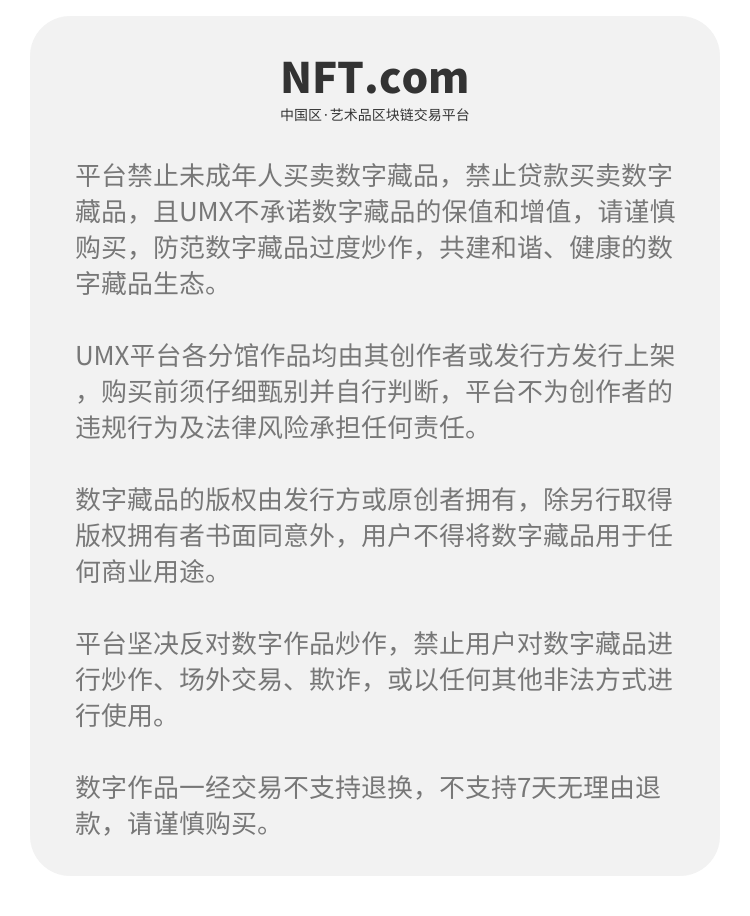 NFT.com
中国区·艺术品区块链交易平台
平台禁止未成年人买卖数字藏品，禁止贷款买卖数字
藏品，且UMX不承诺数字藏品的保值和增值，请谨慎
购买，防范数字藏品过度炒作，共建和谐、健康的数
字藏品生态。
UMX平台各分馆作品均由其创作者或发行方发行上架
，购买前须仔细甄别并自行判断，平台不为创作者的
违规行为及法律风险承担任何责任。
数字藏品的版权由发行方或原创者拥有，除另行取得
版权拥有者书面同意外，用户不得将数字藏品用于任
何商业用途。
平台坚决反对数字作品炒作，禁止用户对数字藏品进
行炒作、场外交易、欺诈，或以任何其他非法方式进
行使用。
数字作品一经交易不支持退换，不支持7天无理由退
款，请谨慎购买。